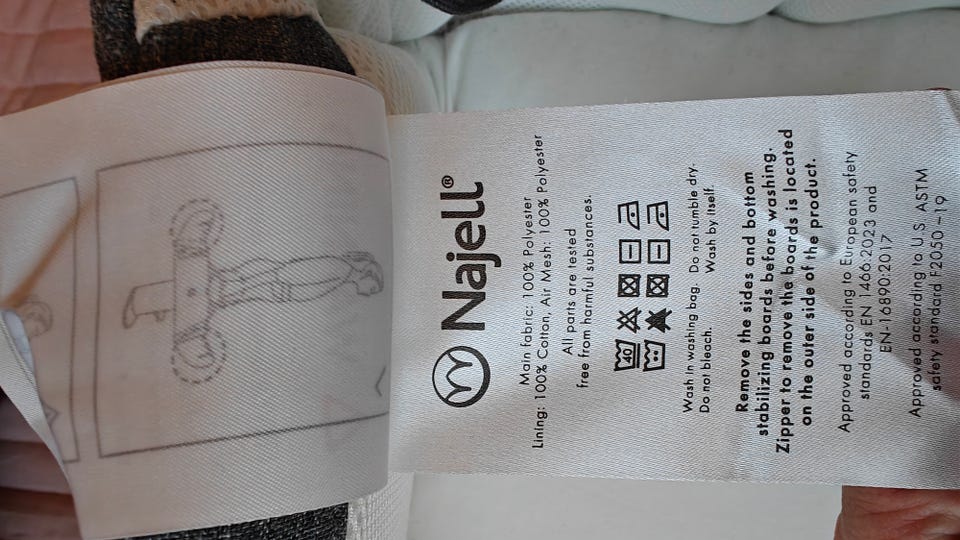 Najell®
Main fabric: 100% Polyester
Lining: 100% Cotton, Air Mesh: 100% Polyester
All parts are tested
free from harmful substances.
40
Wash in washing bag. Do not tumble dry.
Do not bleach. Wash by itself.
Remove the sides and bottom
stabilizing boards before washing.
Zipper to remove the boards is located
on the outer side of the product.
Approved according to European safety
standards EN 1466:2023 and
EN-16890:2017
Approved according to U.S. ASTM
safety standard F2050 –19